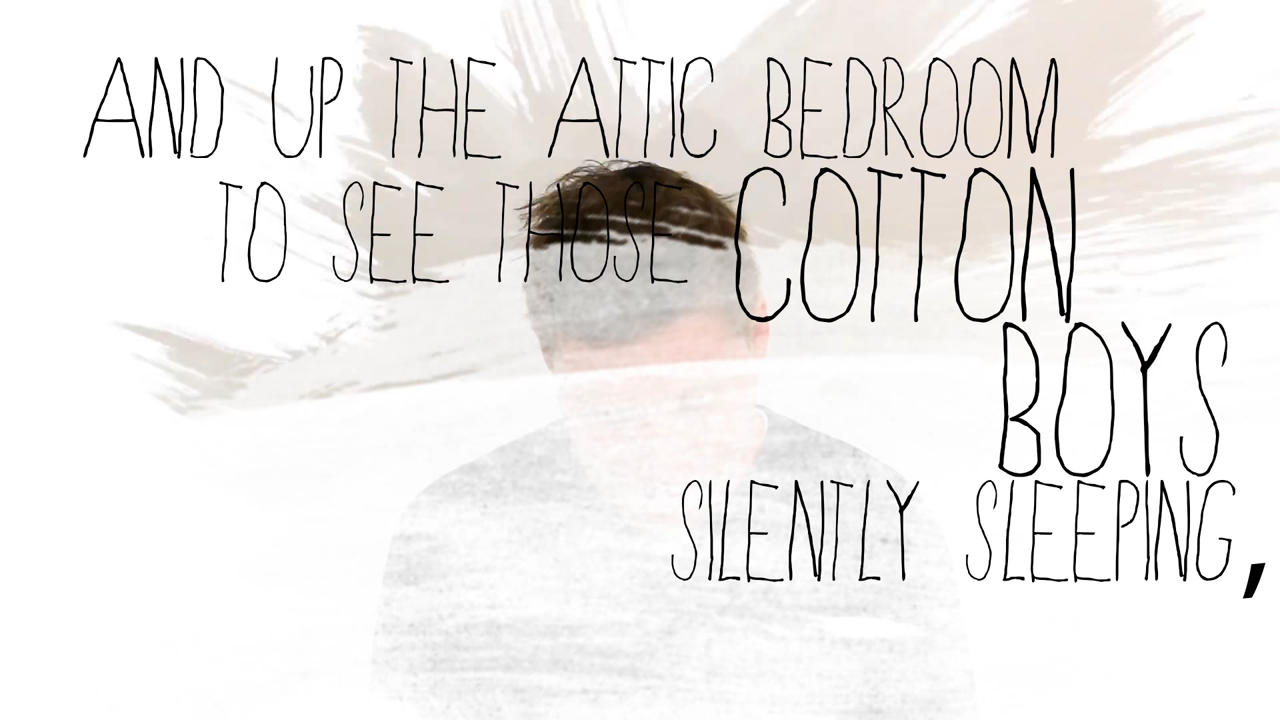 AND UP THE ATTIC BEDROOM
TO SEE THOSE COTTON
BOYS
SILENTLY SLEEPING,